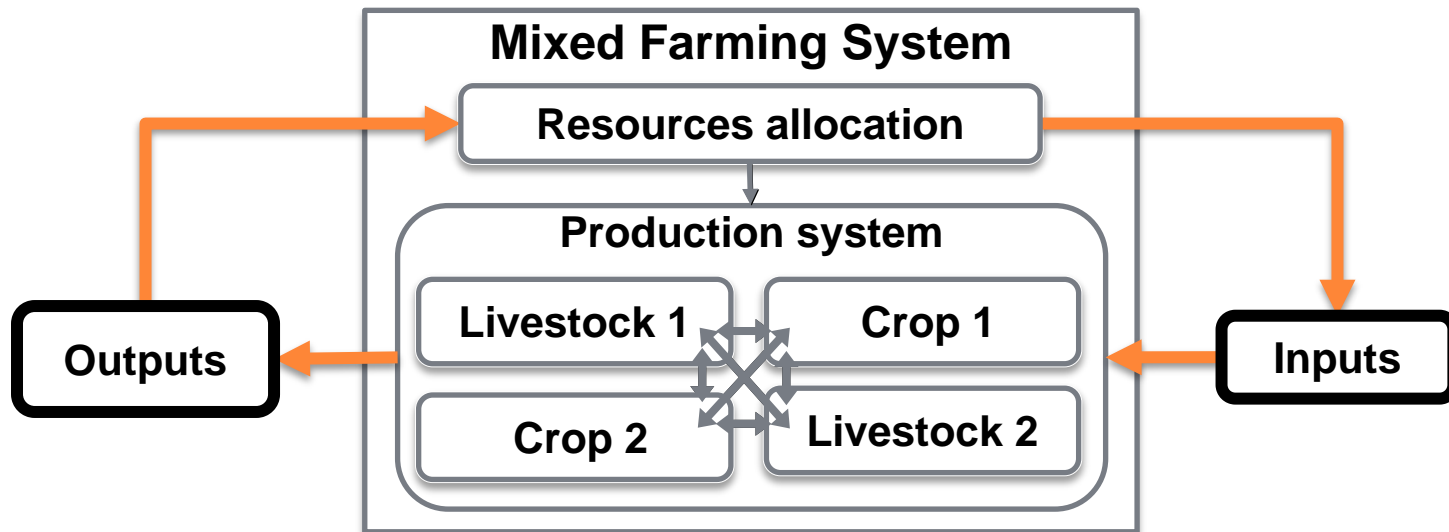 Mixed Farming System
Resources allocation
Production system
Livestock 1
Crop 1
Outputs
Inputs
Crop 2
Livestock 2